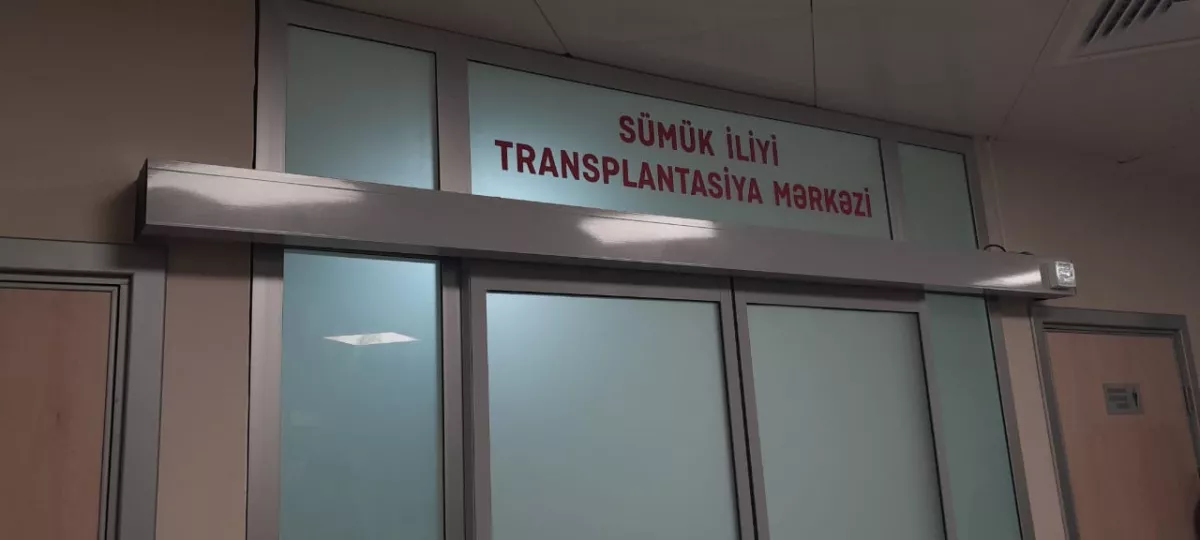 SÜMÜK İLİYİ
TRANSPLANTASİYA MƏRKƏZİ